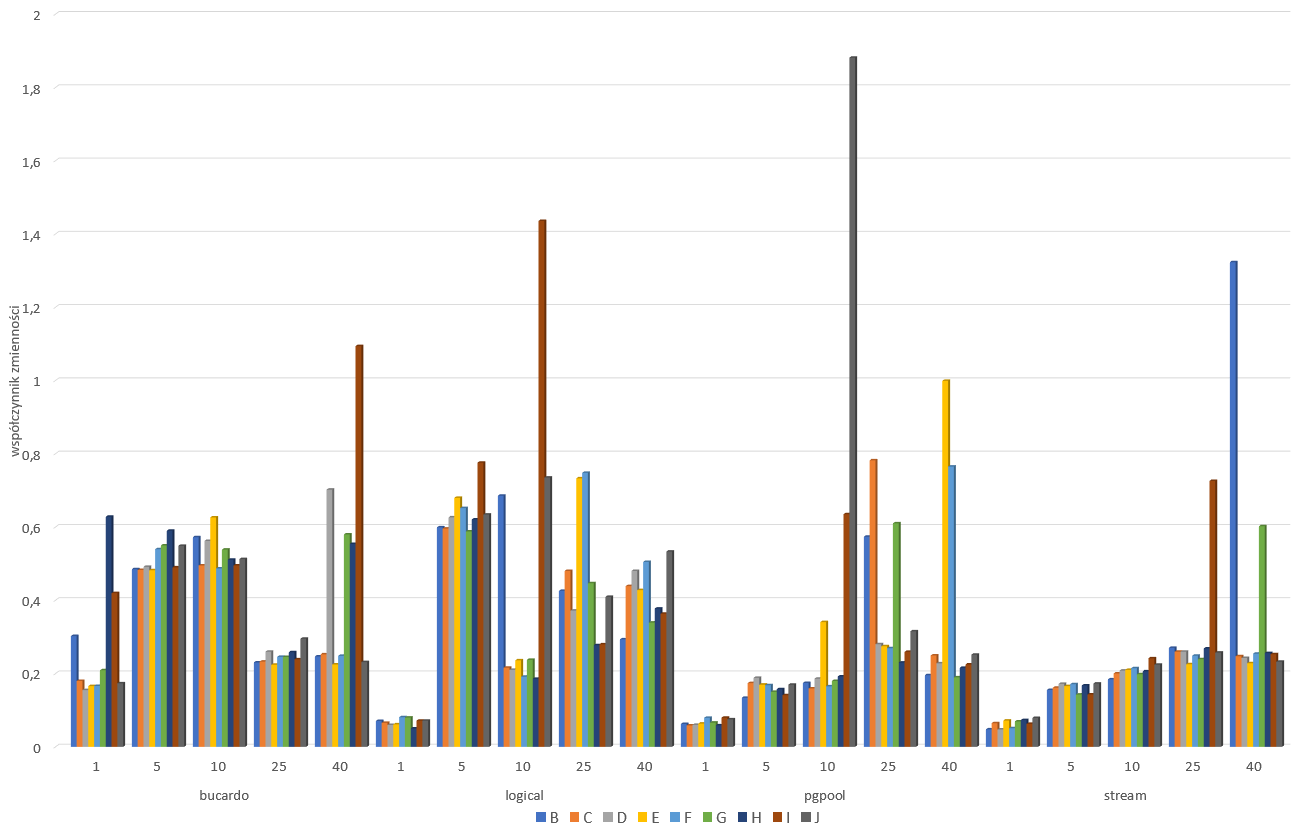 2
1,8
1,6
1,4
1,2
1
0,8
0,6
0,4
0,2
0
współczynnik zmienności
1 5 10 25 40 1 5 10 25 40 1 5 10 25 40 1 5 10 25 40
bucardo logical pgpool stream
B C D E F G H I J